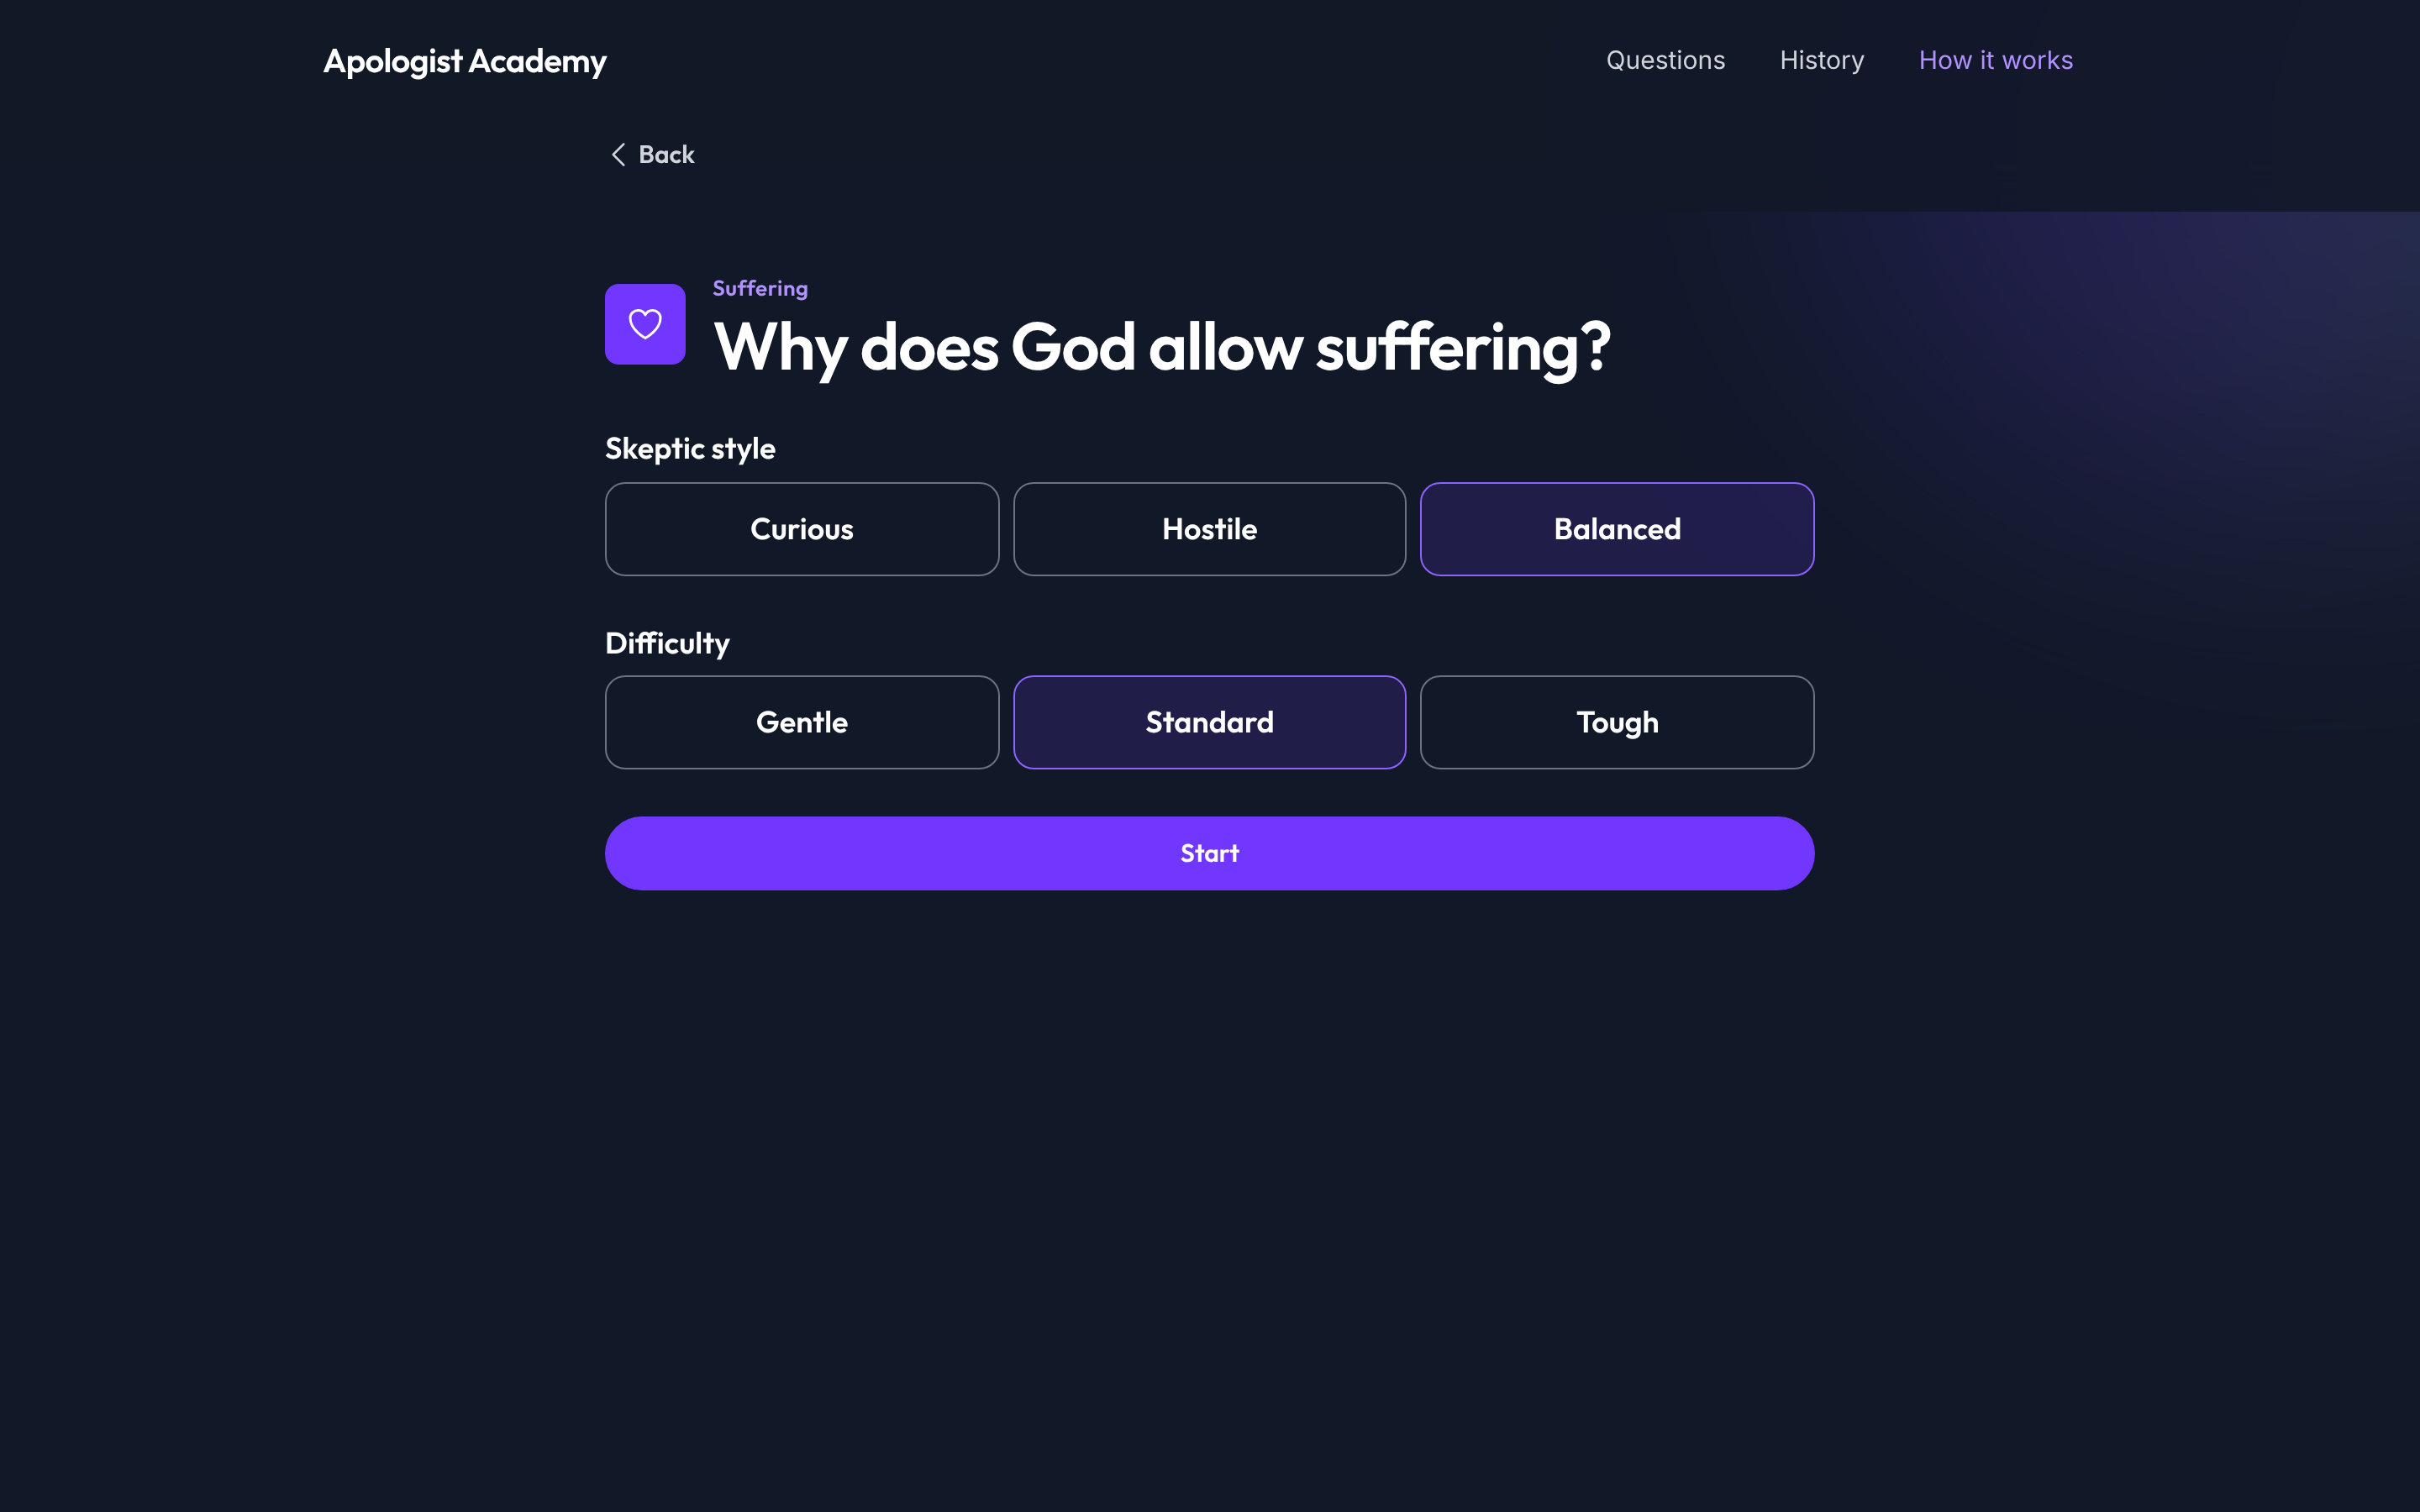 Apologist Academy
Questions
History
How it works
Back
Suffering
Why does God allow suffering?
Skeptic style
Curious
Hostile
Balanced
Difficulty
Gentle
Standard
Tough
Start